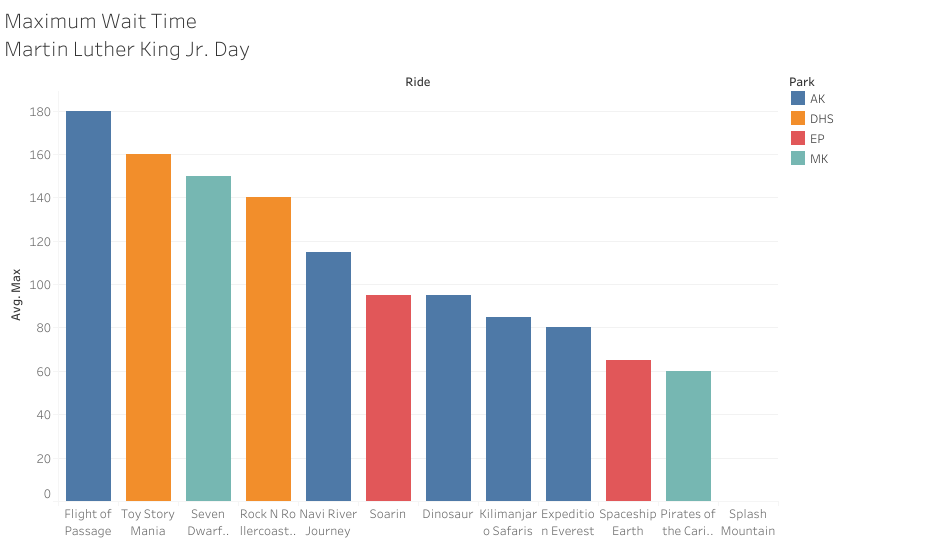 Maximum Wait Time
Martin Luther King Jr. Day
Ride
Park
AK
DHS
EP
MK
Avg. Max
180
160
140
120
100
80
60
40
20
0
Flight of
Passage
Toy Story
Mania
Seven
Dwarf..
Rock N Ro
llercoast..
Navi River
Journey
Soarin
Dinosaur
Kilimanjar
o Safaris
Expeditio
n Everest
Spaceship
Earth
Pirates of
the Cari..
Splash
Mountain